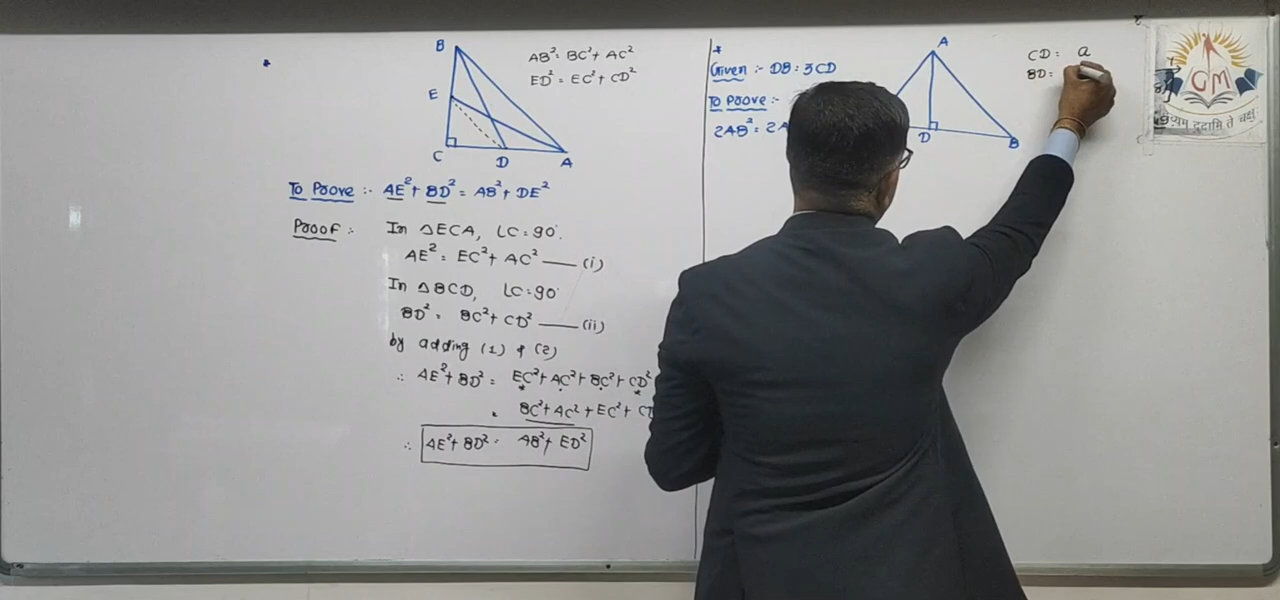 *
B
E
C
D
A
AB² = BC² + AC²
ED² = EC² + CD²
To Prove :- AE² + BD² = AB² + DE²
Proof :- In △ECA, ∠C = 90°.
AE² = EC² + AC² —— (i)
In △BCD, ∠C = 90°
BD² = BC² + CD² —— (ii)
by adding (1) & (2)
∴ AE² + BD² = EC² + AC² + BC² + CD²
= BC² + AC² + EC² +
∴ AE² + BD² = AB² + ED²
*
Given :- DB = 3CD
To Prove :-
2AB² =
A
D
B
CD = a
BD =
GM